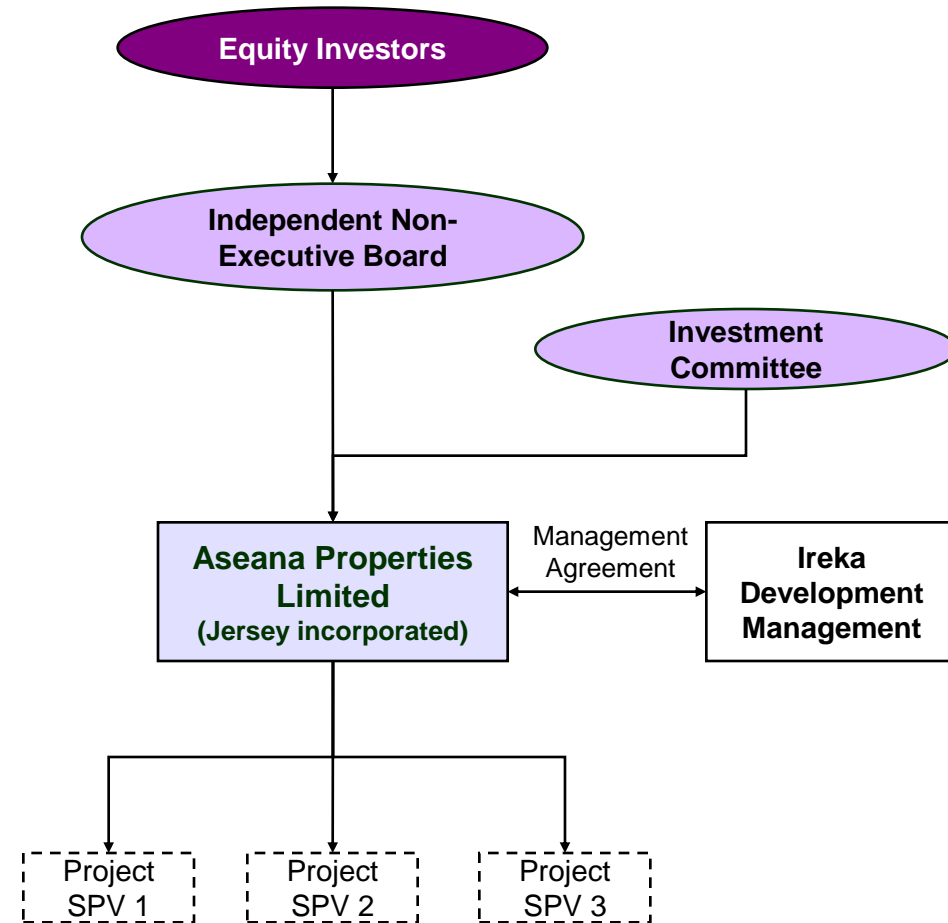 Equity Investors
Independent Non-
Executive Board
Investment
Committee
Aseana Properties
Limited
(Jersey incorporated)
Management
Agreement
Ireka
Development
Management
Project
SPV 1
Project
SPV 2
Project
SPV 3